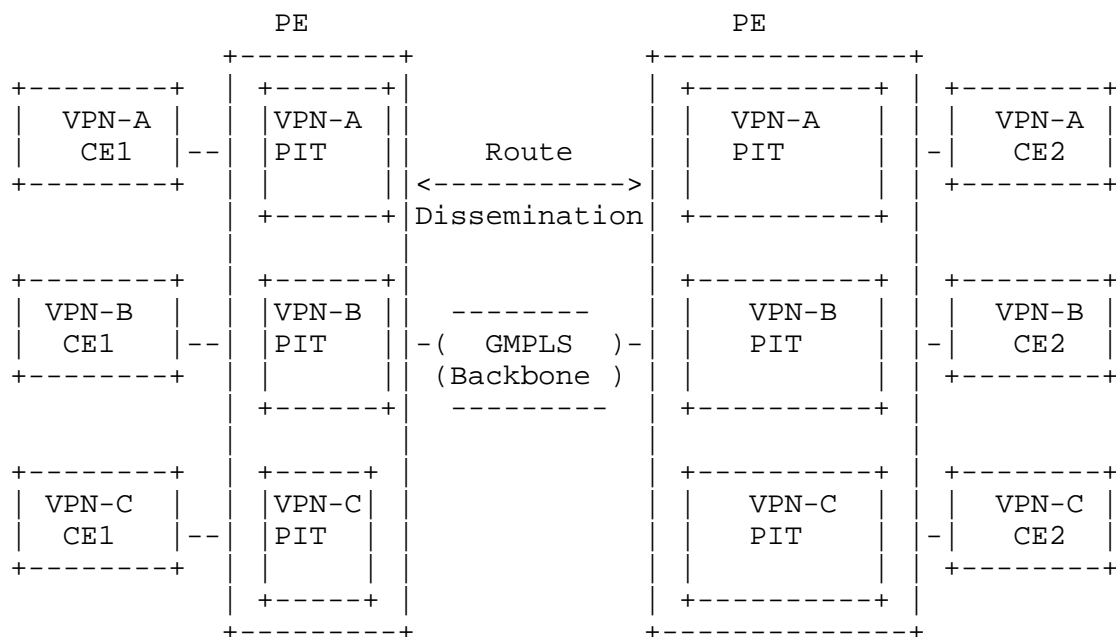 PE PE
VPN-A VPN-A VPN-A VPN-A
CE1 PIT Route PIT CE2
Dissemination
VPN-B VPN-B VPN-B VPN-B
CE1 PIT GMPLS PIT CE2
Backbone
VPN-C VPN-C VPN-C VPN-C
CE1 PIT PIT CE2